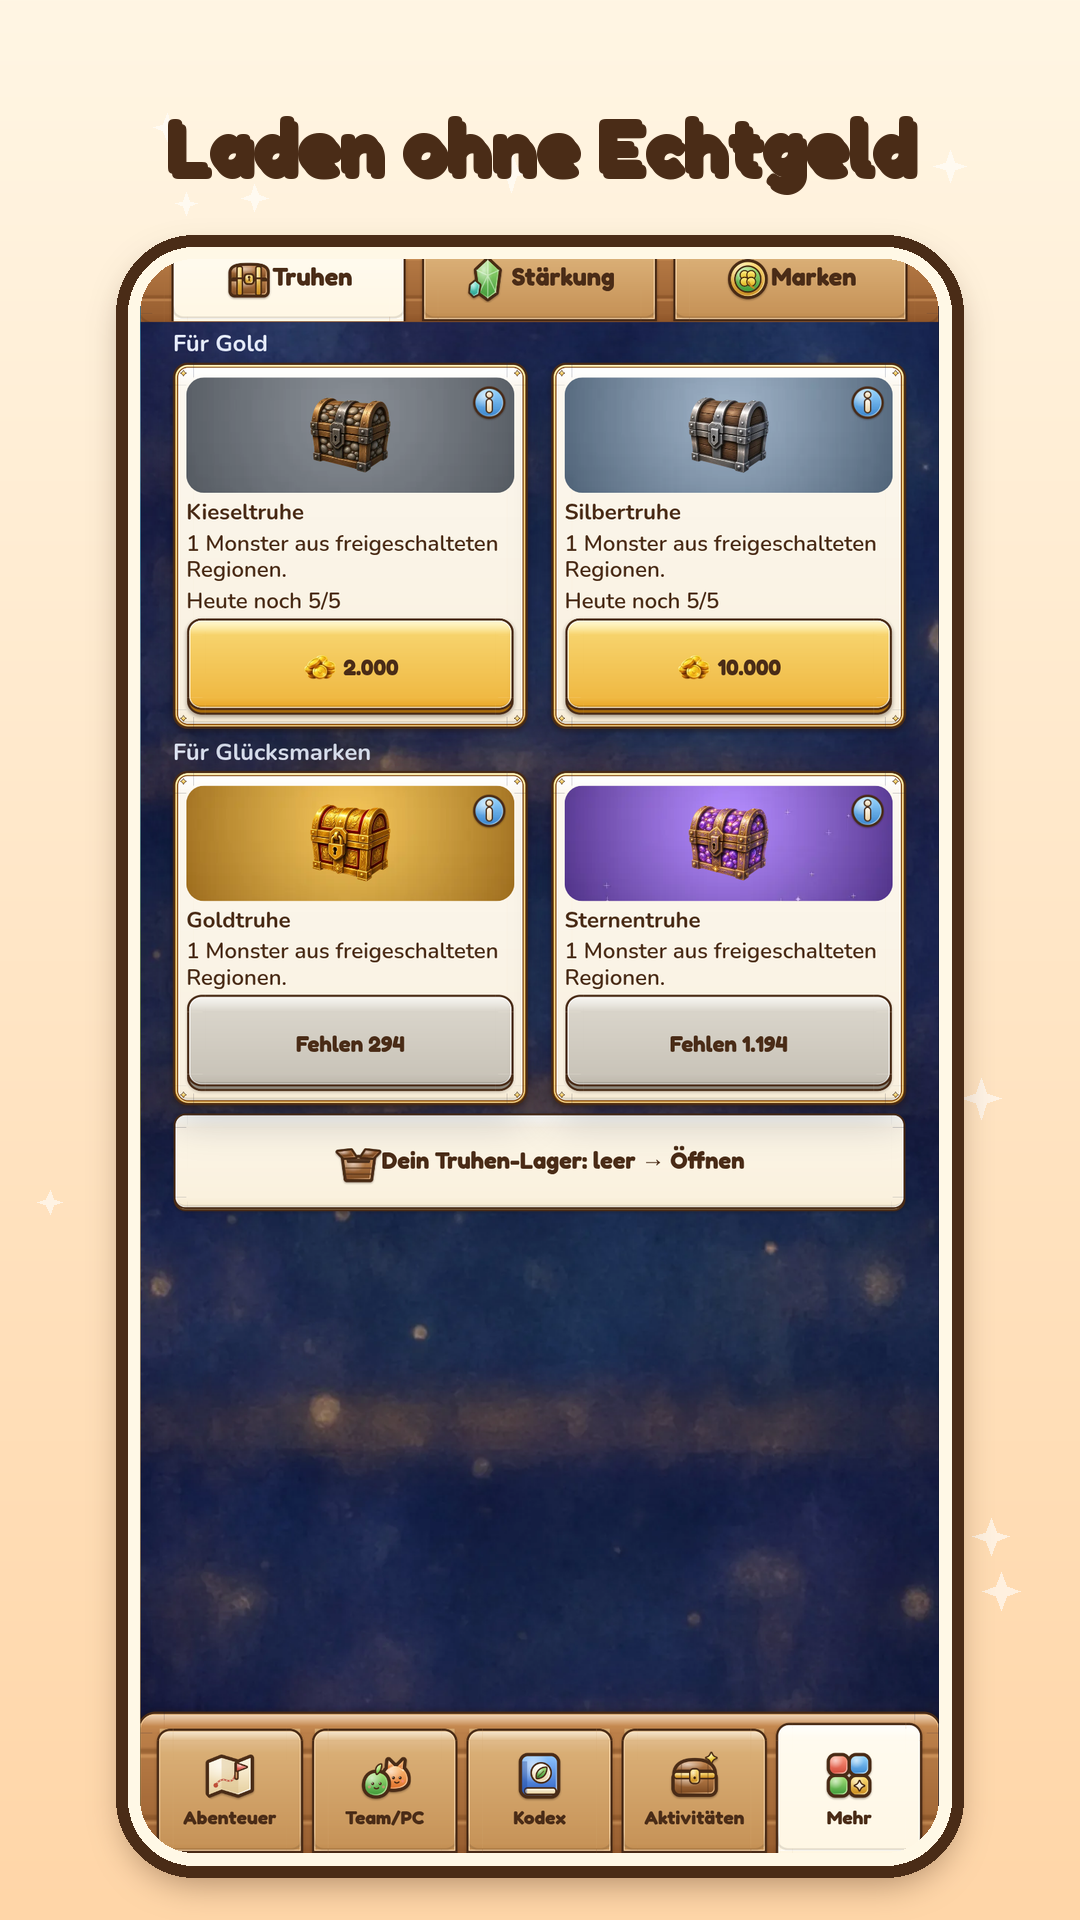 Laden ohne Echtgeld
Truhen
Stärkung
Marken
Für Gold
Kieseltruhe
1 Monster aus freigeschalteten
Regionen.
Heute noch 5/5
2.000
Silbertruhe
1 Monster aus freigeschalteten
Regionen.
Heute noch 5/5
10.000
Für Glücksmarken
Goldtruhe
1 Monster aus freigeschalteten
Regionen.
Fehlen 294
Sternentruhe
1 Monster aus freigeschalteten
Regionen.
Fehlen 1.194
Dein Truhen-Lager: leer → Öffnen
Abenteuer
Team/PC
Kodex
Aktivitäten
Mehr